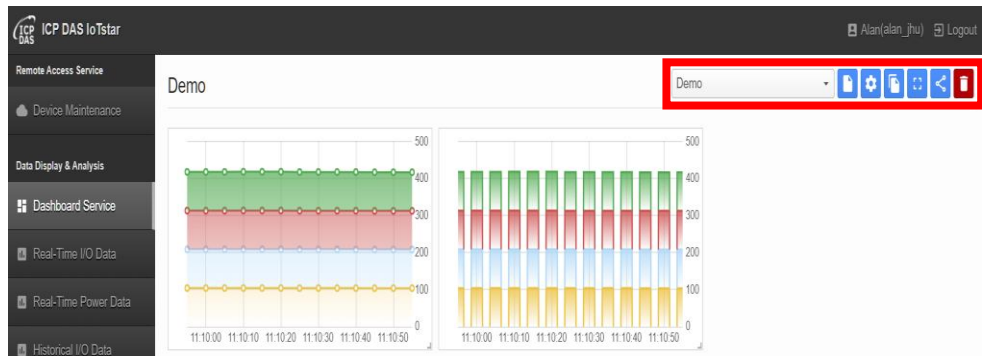 ICP DAS ICP DAS IoTstar
Alan(alan_jhu) Logout
Remote Access Service
Device Maintenance
Data Display & Analysis
Dashboard Service
Real-Time I/O Data
Real-Time Power Data
Historical I/O Data
Demo
Demo
500
400
300
200
100
0
11:10:00 11:10:10 11:10:20 11:10:30 11:10:40 11:10:50
500
400
300
200
100
0
11:10:00 11:10:10 11:10:20 11:10:30 11:10:40 11:10:50